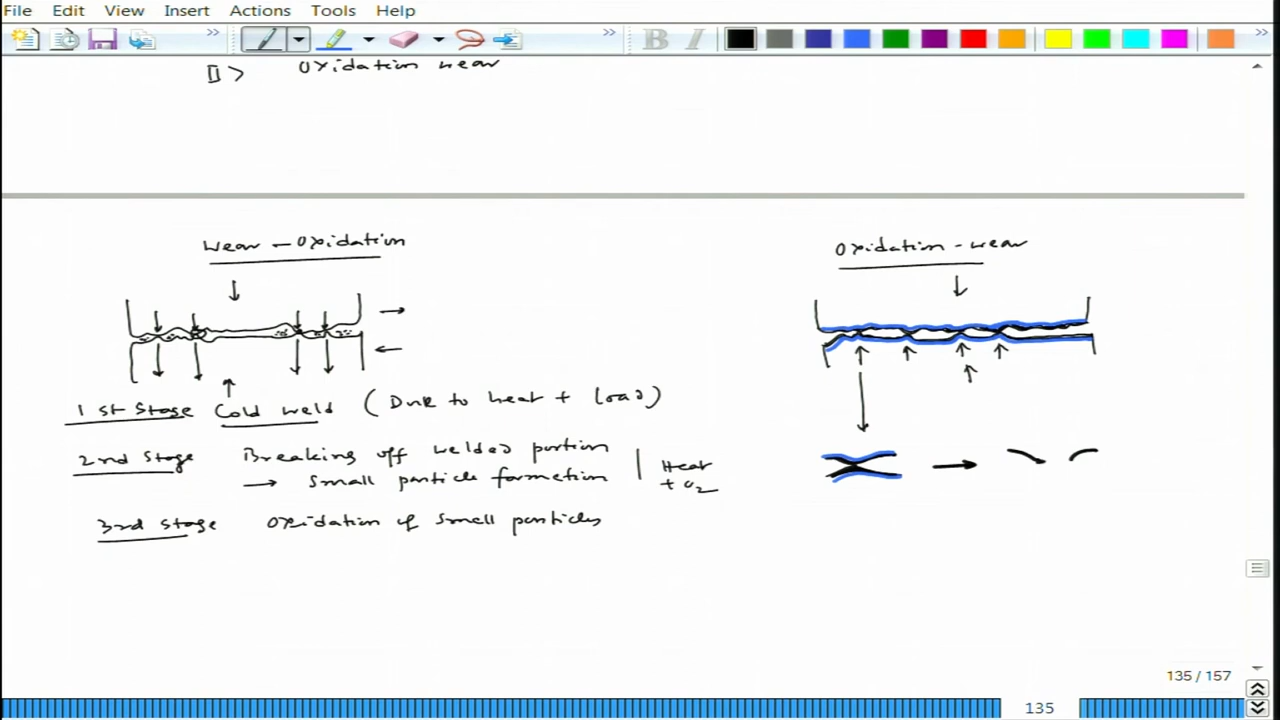 File Edit View Insert Actions Tools Help
B I
II> Oxidation wear
Wear - Oxidation
1st Stage Cold weld (Due to heat + load)
2nd Stage Breaking off welded portion
→ Small particle formation
Heat
+ O2
3rd Stage Oxidation of small particles
Oxidation - wear
135 / 157
135